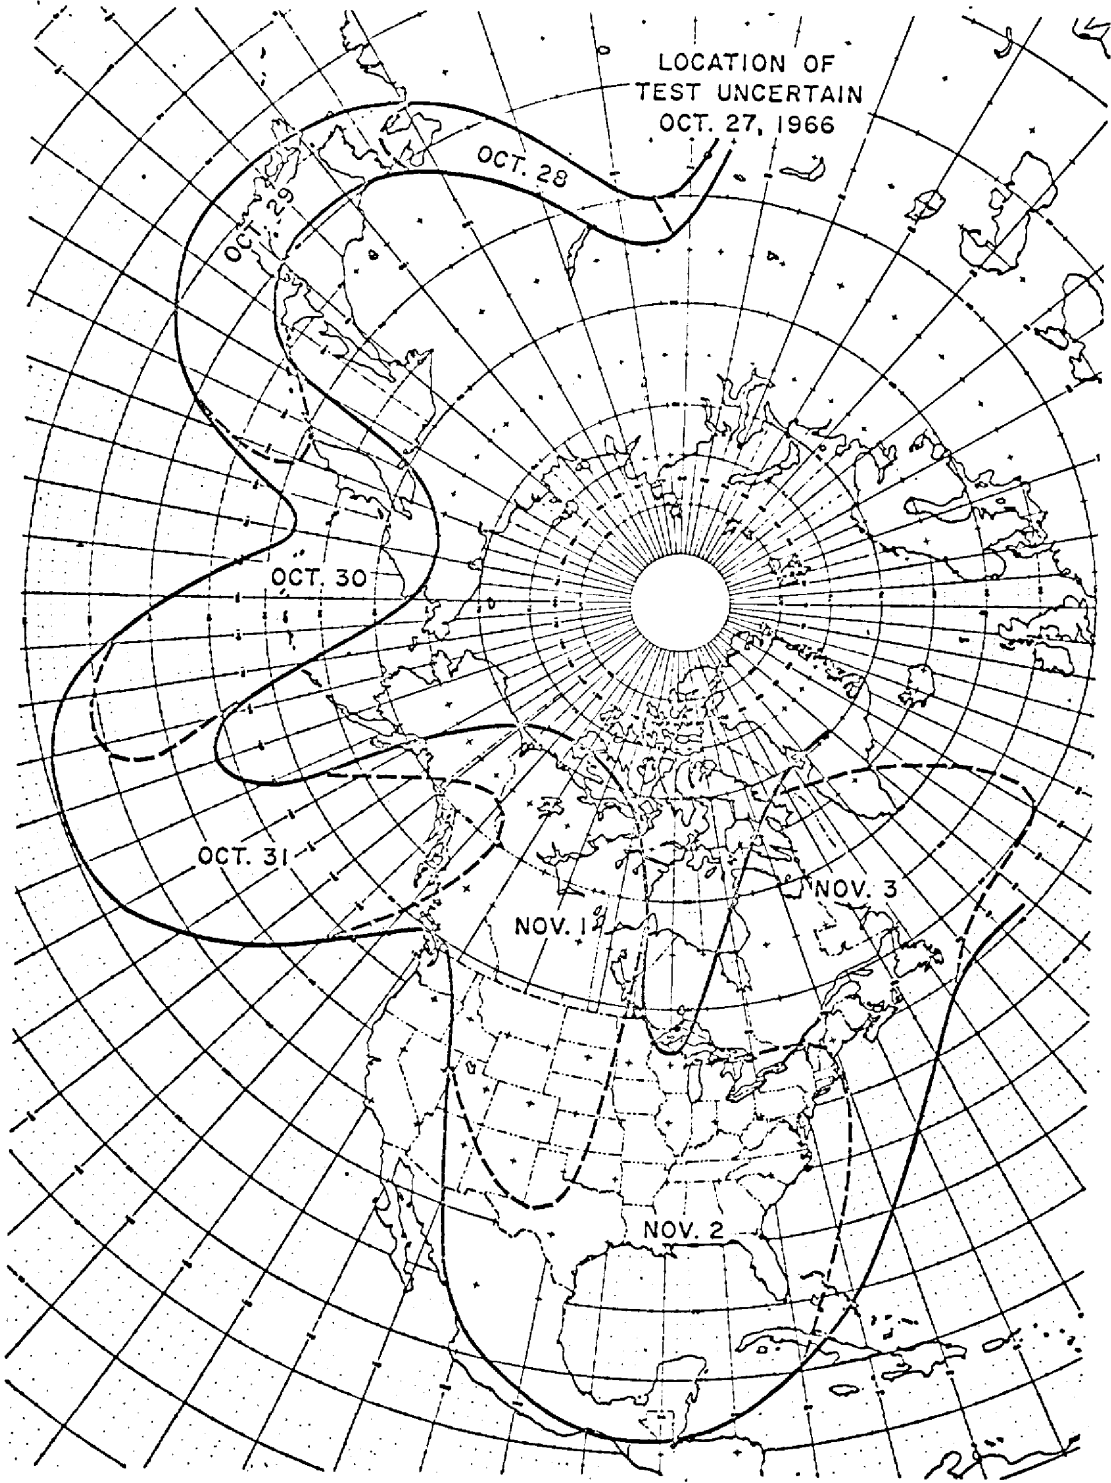 LOCATION OF
TEST UNCERTAIN
OCT. 27, 1966
OCT. 28
OCT. 29
OCT. 30
OCT. 31
NOV. 1
NOV. 3
NOV. 2